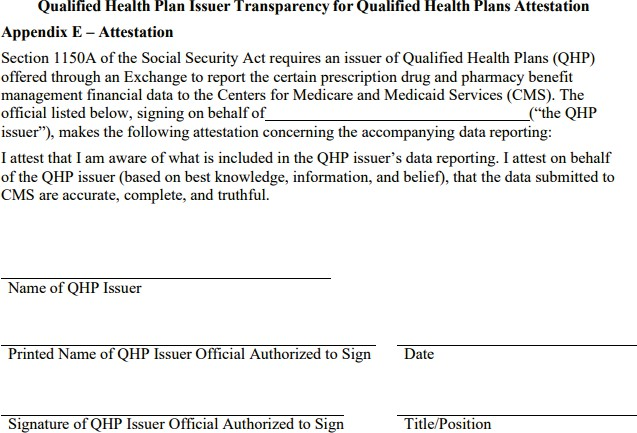 Qualified Health Plan Issuer Transparency for Qualified Health Plans Attestation
Appendix E – Attestation
Section 1150A of the Social Security Act requires an issuer of Qualified Health Plans (QHP)
offered through an Exchange to report the certain prescription drug and pharmacy benefit
management financial data to the Centers for Medicare and Medicaid Services (CMS). The
official listed below, signing on behalf of______________________________(“the QHP
issuer”), makes the following attestation concerning the accompanying data reporting:
I attest that I am aware of what is included in the QHP issuer’s data reporting. I attest on behalf
of the QHP issuer (based on best knowledge, information, and belief), that the data submitted to
CMS are accurate, complete, and truthful.
Name of QHP Issuer
Printed Name of QHP Issuer Official Authorized to Sign Date
Signature of QHP Issuer Official Authorized to Sign Title/Position